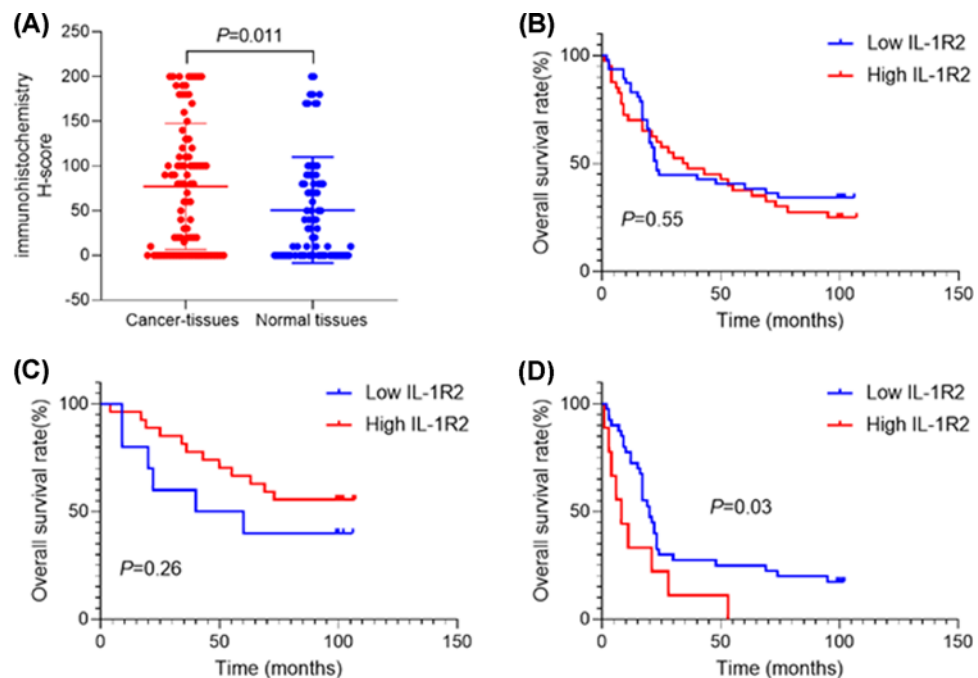 (A)
P=0.011
immunohistochemistry
H-score
250
200
150
100
50
0
-50
Cancer-tissues Normal tissues
(B)
Low IL-1R2
High IL-1R2
Overall survival rate(%)
100
50
0
P=0.55
0 50 100 150
Time (months)
(C)
Low IL-1R2
High IL-1R2
Overall survival rate(%)
100
50
0
P=0.26
0 50 100 150
Time (months)
(D)
Low IL-1R2
High IL-1R2
Overall survival rate(%)
100
50
0
P=0.03
0 50 100 150
Time (months)